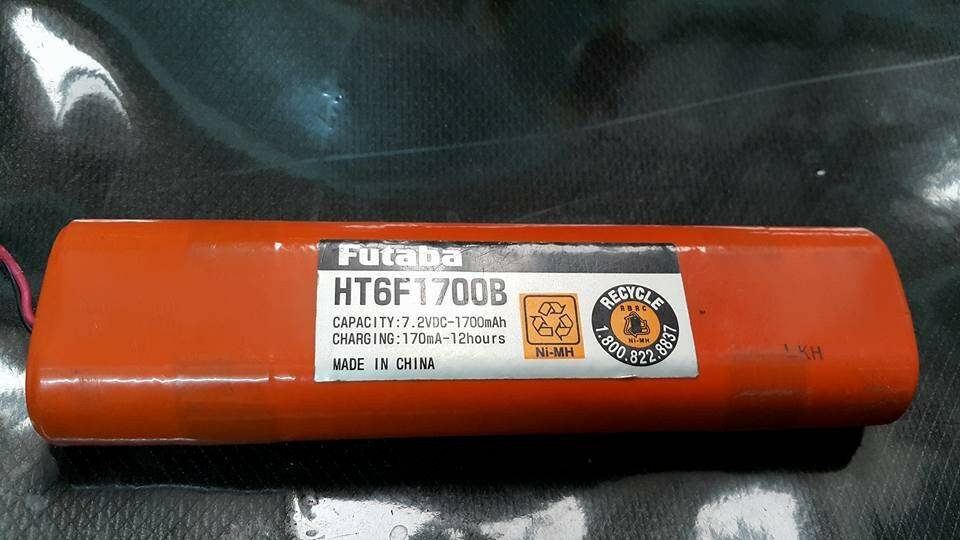 Futaba
HT6F1700B
CAPACITY:7.2VDC-1700mAh
CHARGING:170mA-12hours
MADE IN CHINA
Ni-MH
RECYCLE
RBRC
Ni-MH
1.800.822.8837
LKH